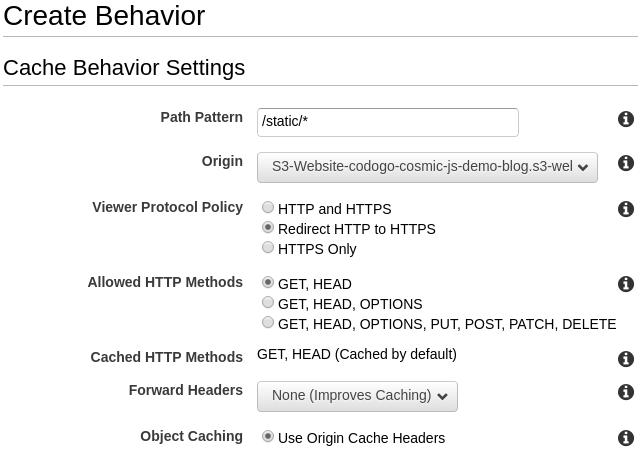 Create Behavior
Cache Behavior Settings
Path Pattern /static/*
Origin S3-Website-codogo-cosmic-js-demo-blog.s3-wel
Viewer Protocol Policy HTTP and HTTPS
Redirect HTTP to HTTPS
HTTPS Only
Allowed HTTP Methods GET, HEAD
GET, HEAD, OPTIONS
GET, HEAD, OPTIONS, PUT, POST, PATCH, DELETE
Cached HTTP Methods GET, HEAD (Cached by default)
Forward Headers None (Improves Caching)
Object Caching Use Origin Cache Headers